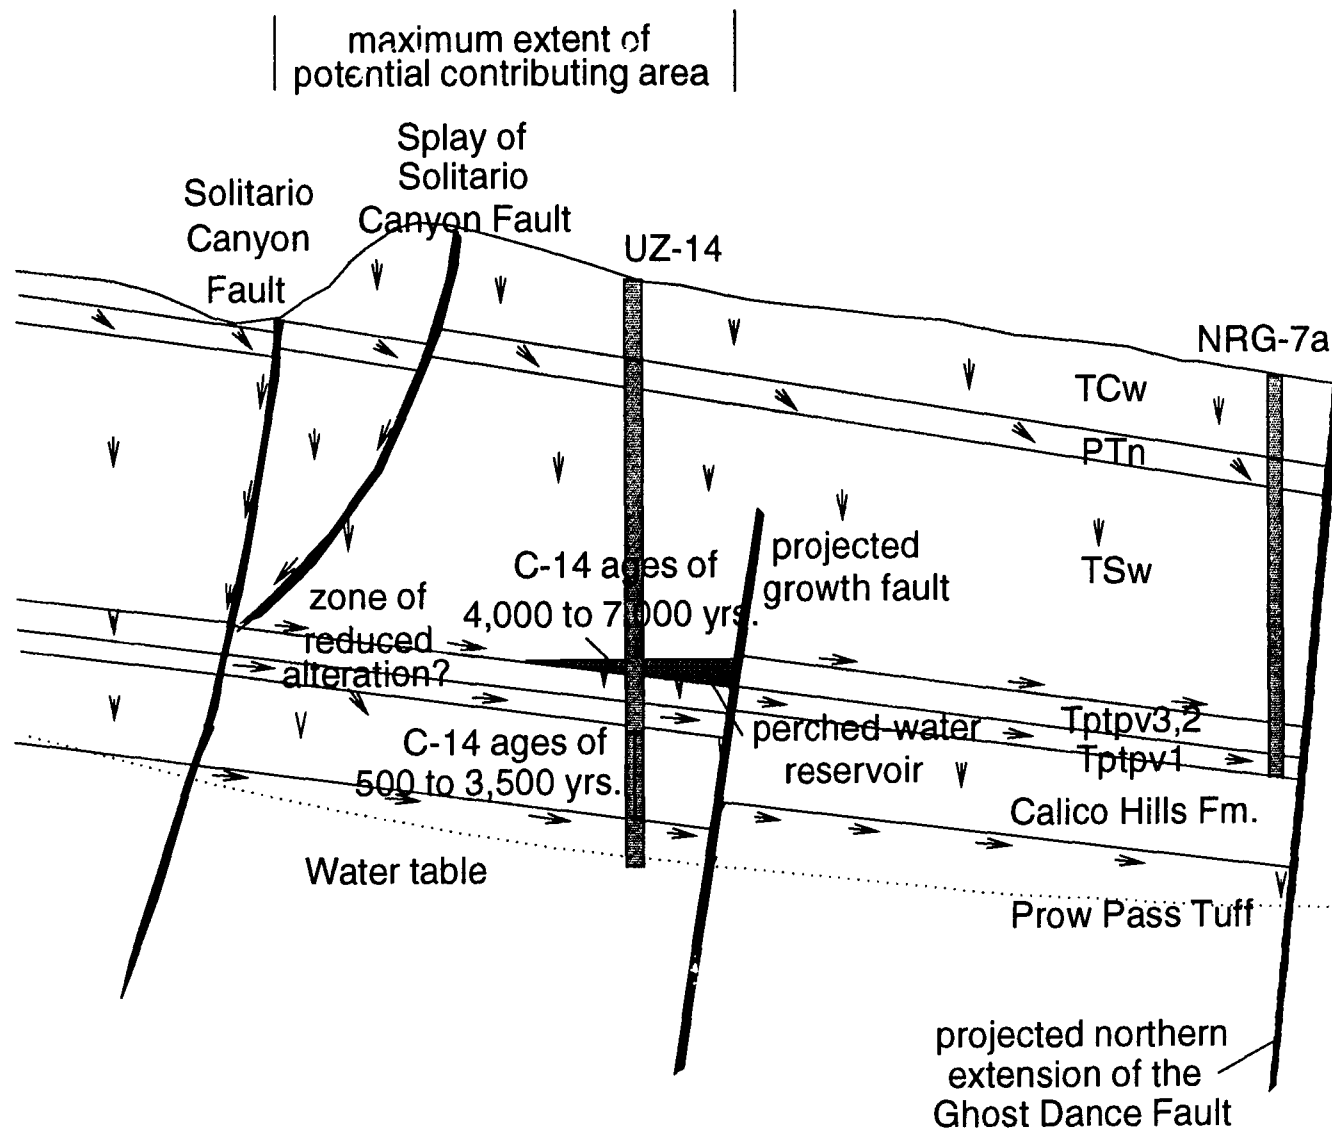 maximum extent of
potential contributing area
Splay of
Solitario
Canyon Fault
Solitario
Canyon
Fault
UZ-14
NRG-7a
TCw
PTn
TSw
C-14 ages of
4,000 to 7,000 yrs.
projected
growth fault
zone of
reduced
alteration?
Tptpv3,2
Tptpv1
perched water
reservoir
C-14 ages of
500 to 3,500 yrs.
Calico Hills Fm.
Water table
Prow Pass Tuff
projected northern
extension of the
Ghost Dance Fault